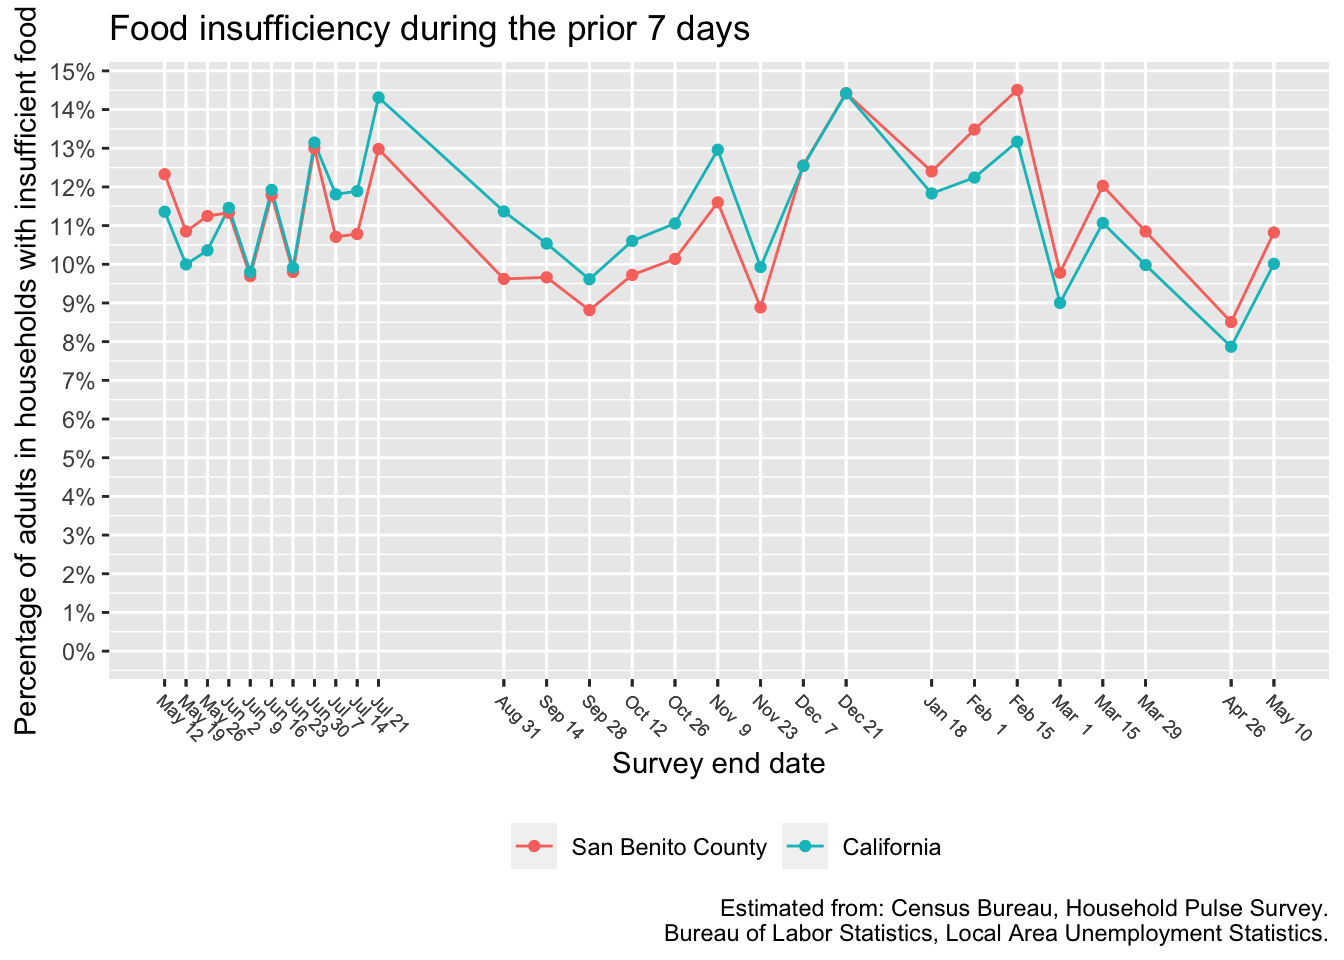 Food insufficiency during the prior 7 days
Percentage of adults in households with insufficient food
15%
14%
13%
12%
11%
10%
9%
8%
7%
6%
5%
4%
3%
2%
1%
0%
May 12
May 19
May 26
Jun 2
Jun 9
Jun 16
Jun 23
Jun 30
Jul 7
Jul 14
Jul 21
Aug 31
Sep 14
Sep 28
Oct 12
Oct 26
Nov 9
Nov 23
Dec 7
Dec 21
Jan 18
Feb 1
Feb 15
Mar 1
Mar 15
Mar 29
Apr 26
May 10
Survey end date
San Benito County
California
Estimated from: Census Bureau, Household Pulse Survey.
Bureau of Labor Statistics, Local Area Unemployment Statistics.